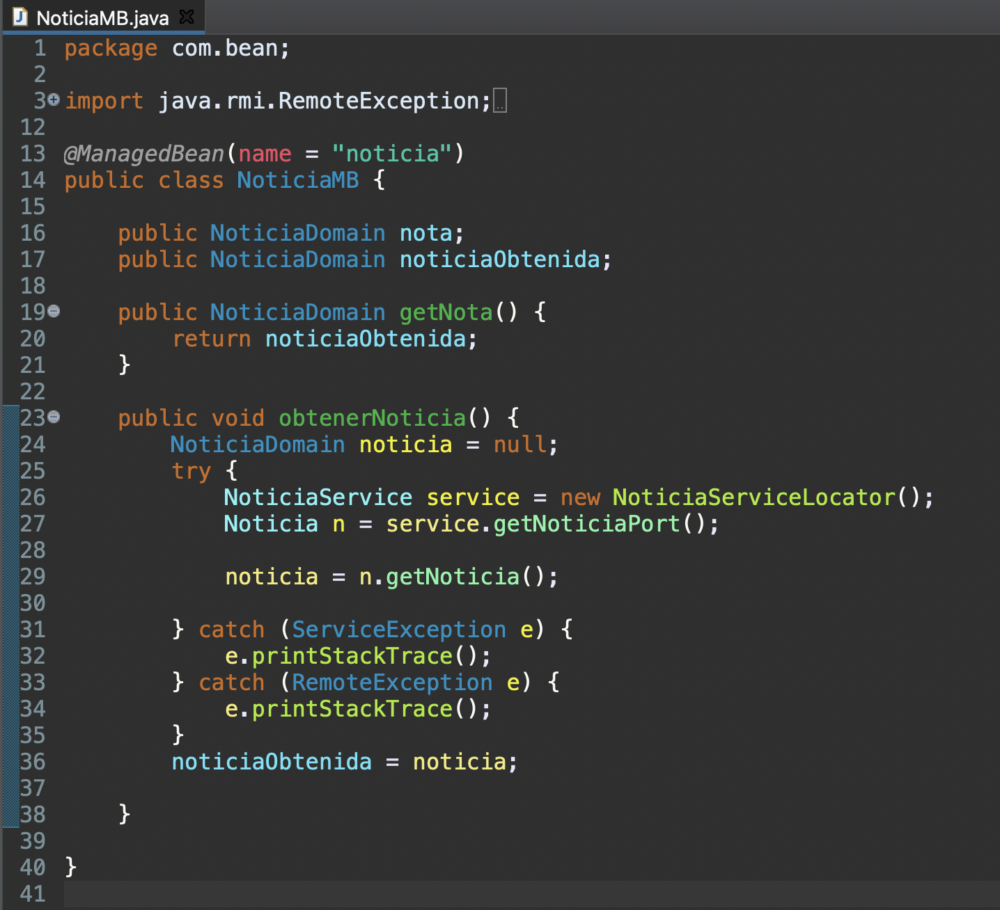 NoticiaMB.java
1 package com.bean;
2
3 import java.rmi.RemoteException;
12
13 @ManagedBean(name = "noticia")
14 public class NoticiaMB {
15
16     public NoticiaDomain nota;
17     public NoticiaDomain noticiaObtenida;
18
19     public NoticiaDomain getNota() {
20         return noticiaObtenida;
21     }
22
23     public void obtenerNoticia() {
24         NoticiaDomain noticia = null;
25         try {
26             NoticiaService service = new NoticiaServiceLocator();
27             Noticia n = service.getNoticiaPort();
28
29             noticia = n.getNoticia();
30
31         } catch (ServiceException e) {
32             e.printStackTrace();
33         } catch (RemoteException e) {
34             e.printStackTrace();
35         }
36         noticiaObtenida = noticia;
37
38     }
39
40 }
41